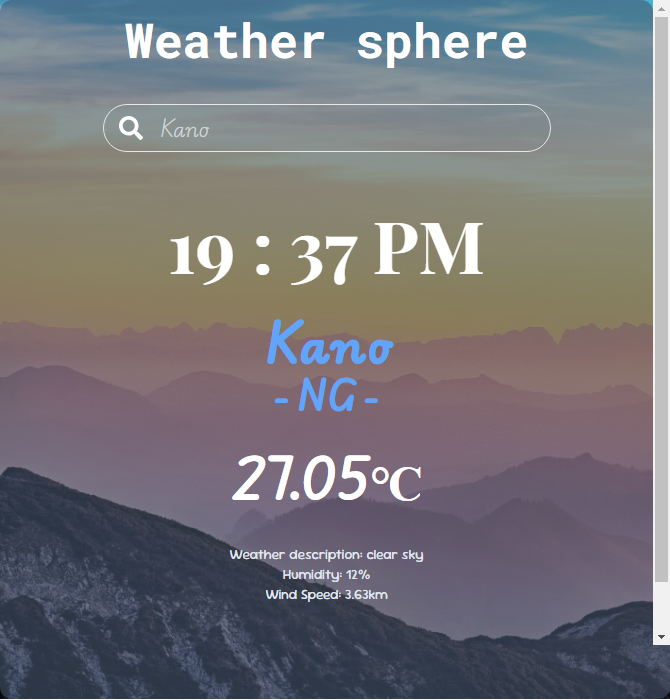 Weather sphere
Kano
19 : 37 PM
Kano
- NG -
27.05°C
Weather description: clear sky
Humidity: 12%
Wind Speed: 3.63km